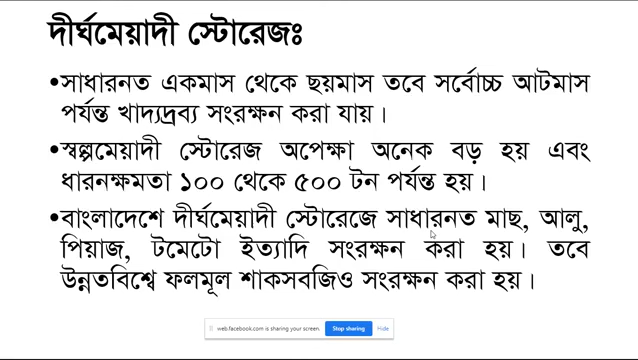 দীর্ঘমেয়াদী স্টোরেজঃ
•সাধারনত একমাস থেকে ছয়মাস তবে সর্বোচ্চ আটমাস
পর্যন্ত খাদ্যদ্রব্য সংরক্ষন করা যায়।
•স্বল্পমেয়াদী স্টোরেজ অপেক্ষা অনেক বড় হয় এবং
ধারনক্ষমতা ১০০ থেকে ৫০০ টন পর্যন্ত হয়।
•বাংলাদেশে দীর্ঘমেয়াদী স্টোরেজে সাধারনত মাছ, আলু,
পিয়াজ, টমেটো ইত্যাদি সংরক্ষন করা হয়। তবে
উন্নতবিশ্বে ফলমূল শাকসবজিও সংরক্ষন করা হয়।
web.facebook.com is sharing your screen. Stop sharing Hide